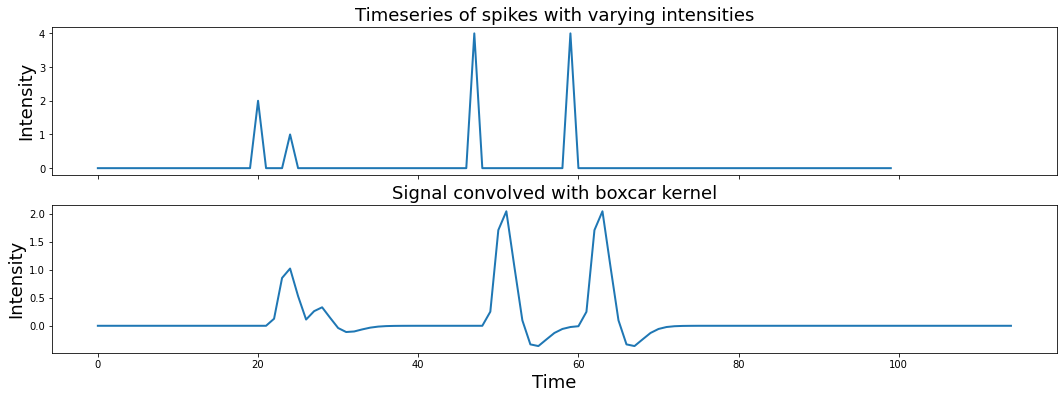 Timeseries of spikes with varying intensities
Intensity
4
3
2
1
0
Signal convolved with boxcar kernel
Intensity
2.0
1.5
1.0
0.5
0.0
0 20 40 60 80 100
Time